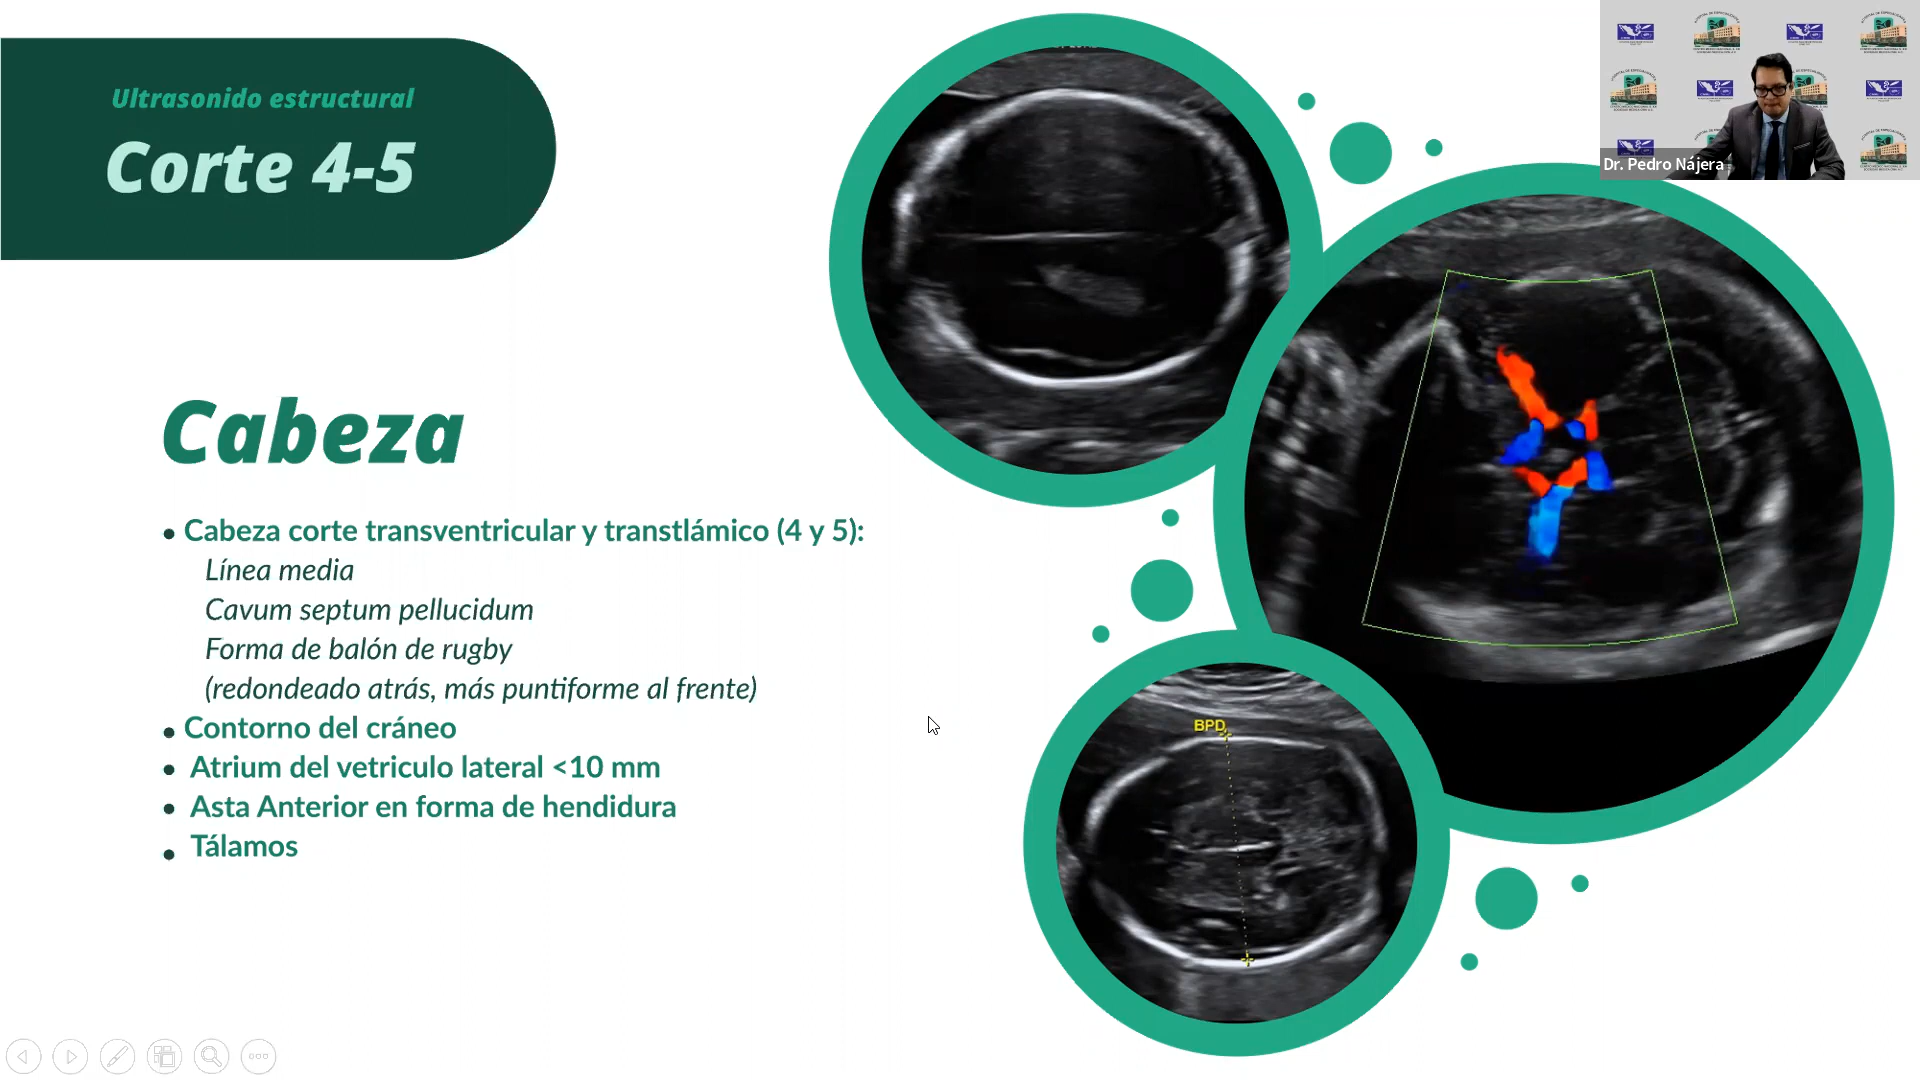 Ultrasonido estructural
Corte 4-5
Cabeza
Cabeza corte transventricular y transtlámico (4 y 5):
Línea media
Cavum septum pellucidum
Forma de balón de rugby
(redondeado atrás, más puntiforme al frente)
Contorno del cráneo
Atrium del vetriculo lateral <10 mm
Asta Anterior en forma de hendidura
Tálamos
BPD
Dr. Pedro Nájera